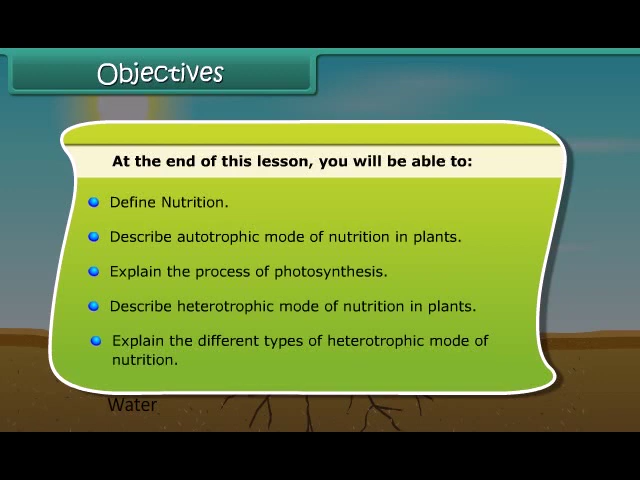 Objectives
At the end of this lesson, you will be able to:
Define Nutrition.
Describe autotrophic mode of nutrition in plants.
Explain the process of photosynthesis.
Describe heterotrophic mode of nutrition in plants.
Explain the different types of heterotrophic mode of
nutrition.
Water